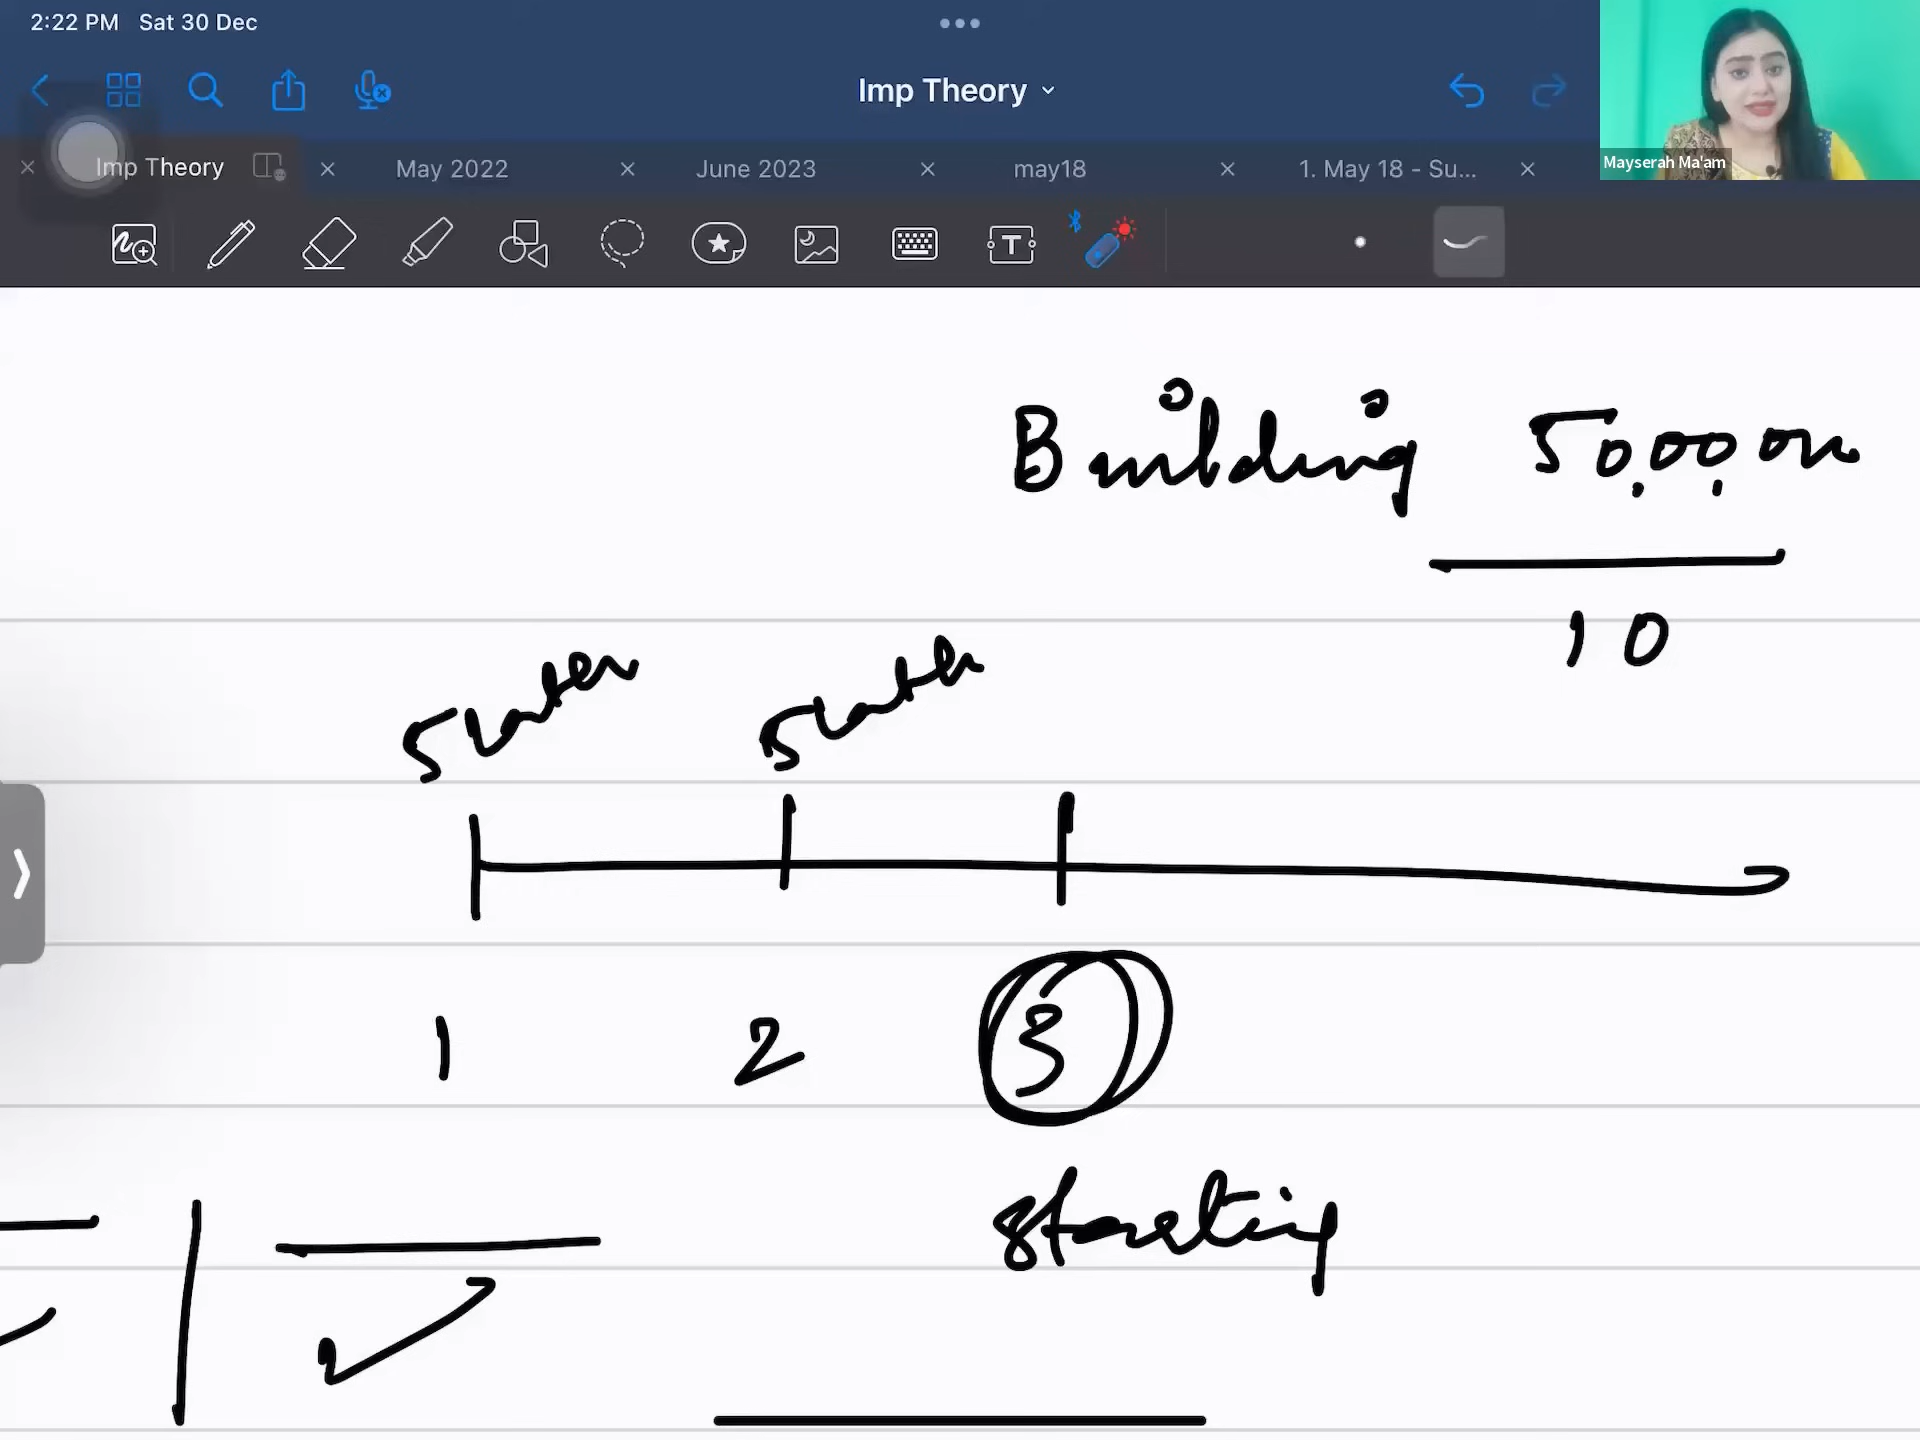 2:22 PM Sat 30 Dec
Imp Theory
Mayserah Ma'am
Imp Theory
May 2022
June 2023
may18
1. May 18 - Su...
T
Building 50,00,000
10
5 lakh 5 lakh
1 2 3
starting